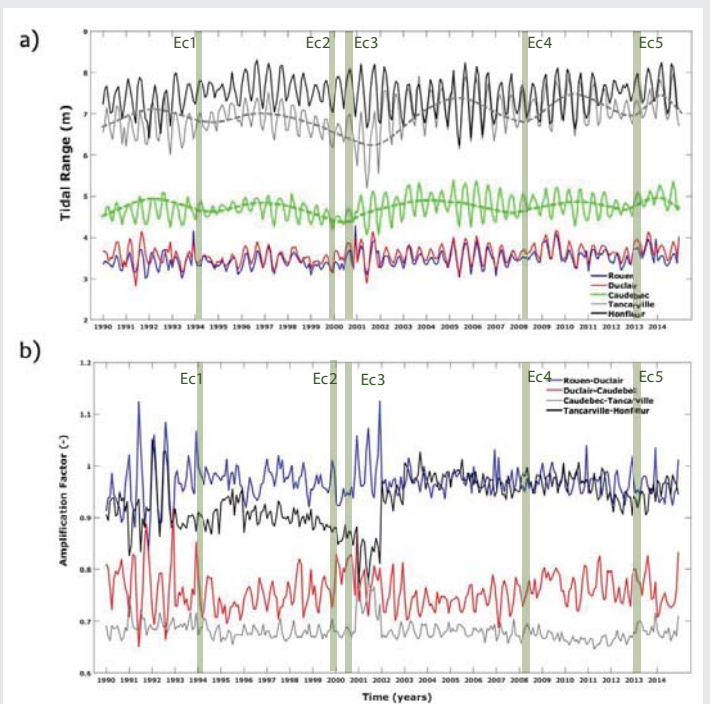 a)
Ec1 Ec2 Ec3 Ec4 Ec5
9
8
7
6
5
4
3
2
Tidal Range (m)
Rouen
Duclair
Caudebec
Tancarville
Honfleur
1990 1991 1992 1993 1994 1995 1996 1997 1998 1999 2000 2001 2002 2003 2004 2005 2006 2007 2008 2009 2010 2011 2012 2013 2014
b)
Ec1 Ec2 Ec3 Ec4 Ec5
1.2
1.1
1
0.9
0.8
0.7
0.6
Amplification Factor (-)
Rouen-Duclair
Duclair-Caudebel
Caudebec-Tancarville
Tancarville-Honfleur
1990 1991 1992 1993 1994 1995 1996 1997 1998 1999 2000 2001 2002 2003 2004 2005 2006 2007 2008 2009 2010 2011 2012 2013 2014
Time (years)